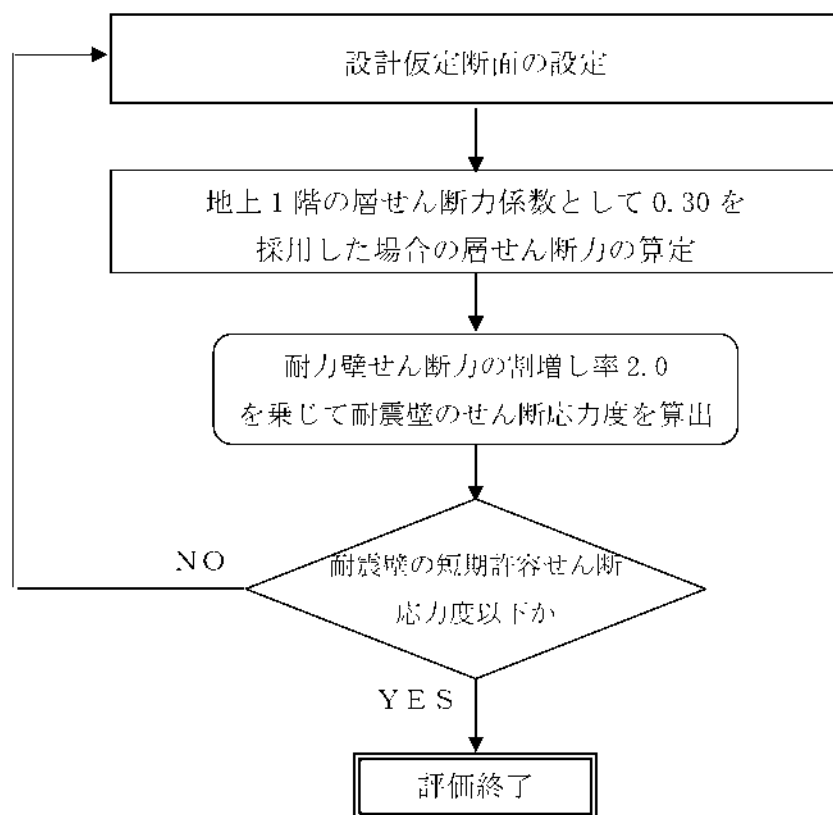 設計仮定断面の設定
地上1階の層せん断力係数として0.30を
採用した場合の層せん断力の算定
耐力壁せん断力の割増し率2.0
を乗じて耐震壁のせん断応力度を算出
NO
耐震壁の短期許容せん断
応力度以下か
YES
評価終了